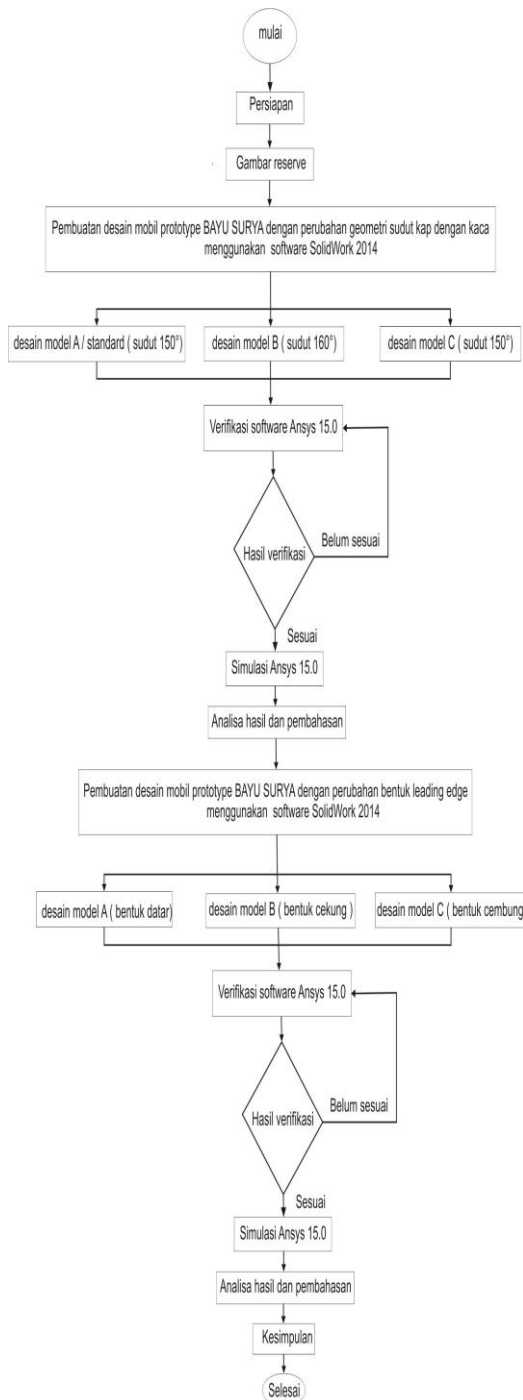 mulai
Persiapan
Gambar reserve
Pembuatan desain mobil prototype BAYU SURYA dengan perubahan geometri sudut kap dengan kaca
menggunakan software SolidWork 2014
desain model A / standard ( sudut 150°)
desain model B ( sudut 160°)
desain model C ( sudut 150°)
Verifikasi software Ansys 15.0
Hasil verifikasi
Belum sesuai
Sesuai
Simulasi Ansys 15.0
Analisa hasil dan pembahasan
Pembuatan desain mobil prototype BAYU SURYA dengan perubahan bentuk leading edge
menggunakan software SolidWork 2014
desain model A ( bentuk datar)
desain model B ( bentuk cekung )
desain model C ( bentuk cembung
Verifikasi software Ansys 15.0
Hasil verifikasi
Belum sesuai
Sesuai
Simulasi Ansys 15.0
Analisa hasil dan pembahasan
Kesimpulan
Selesai